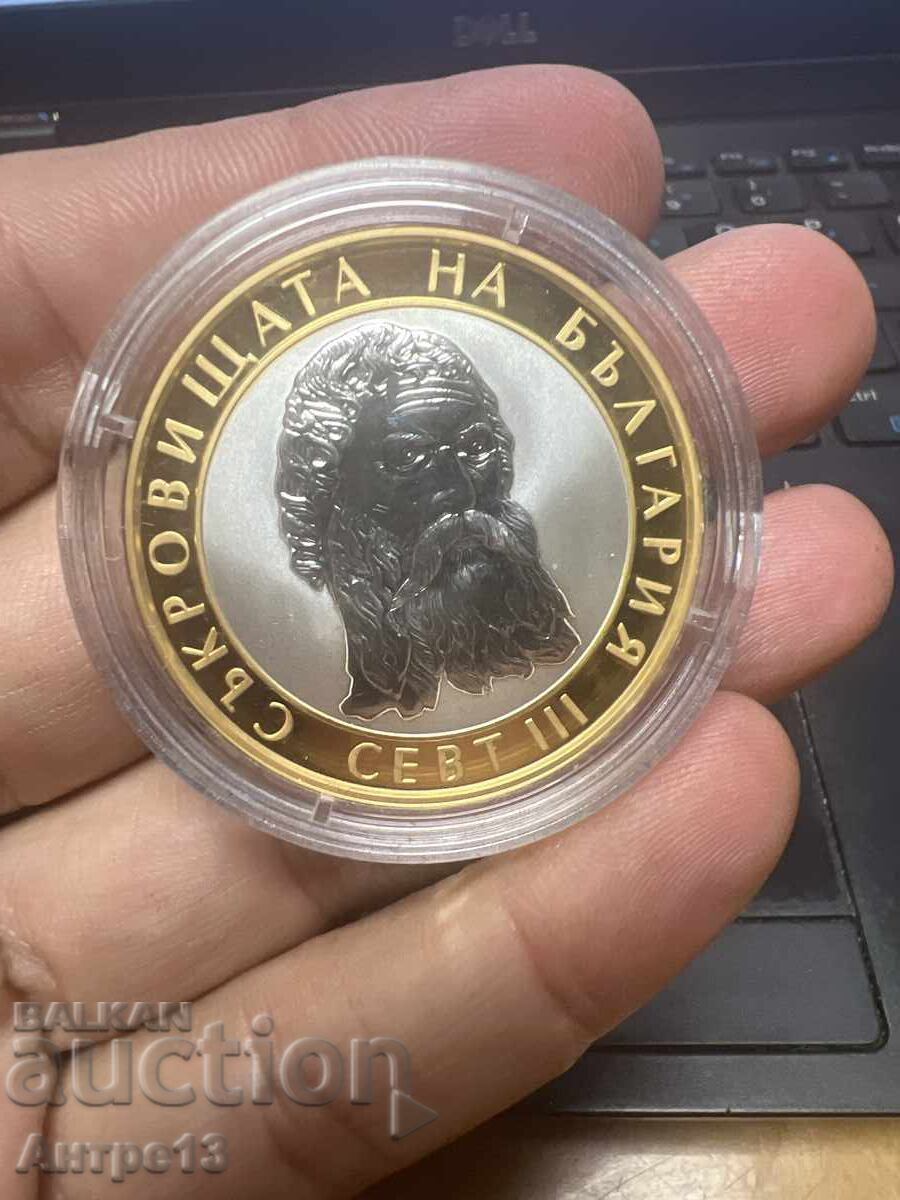 DELL
СЪКРОВИЩАТА НА БЪЛГАРИЯ
СЕВТ III
BALKAN
auction
Антре13